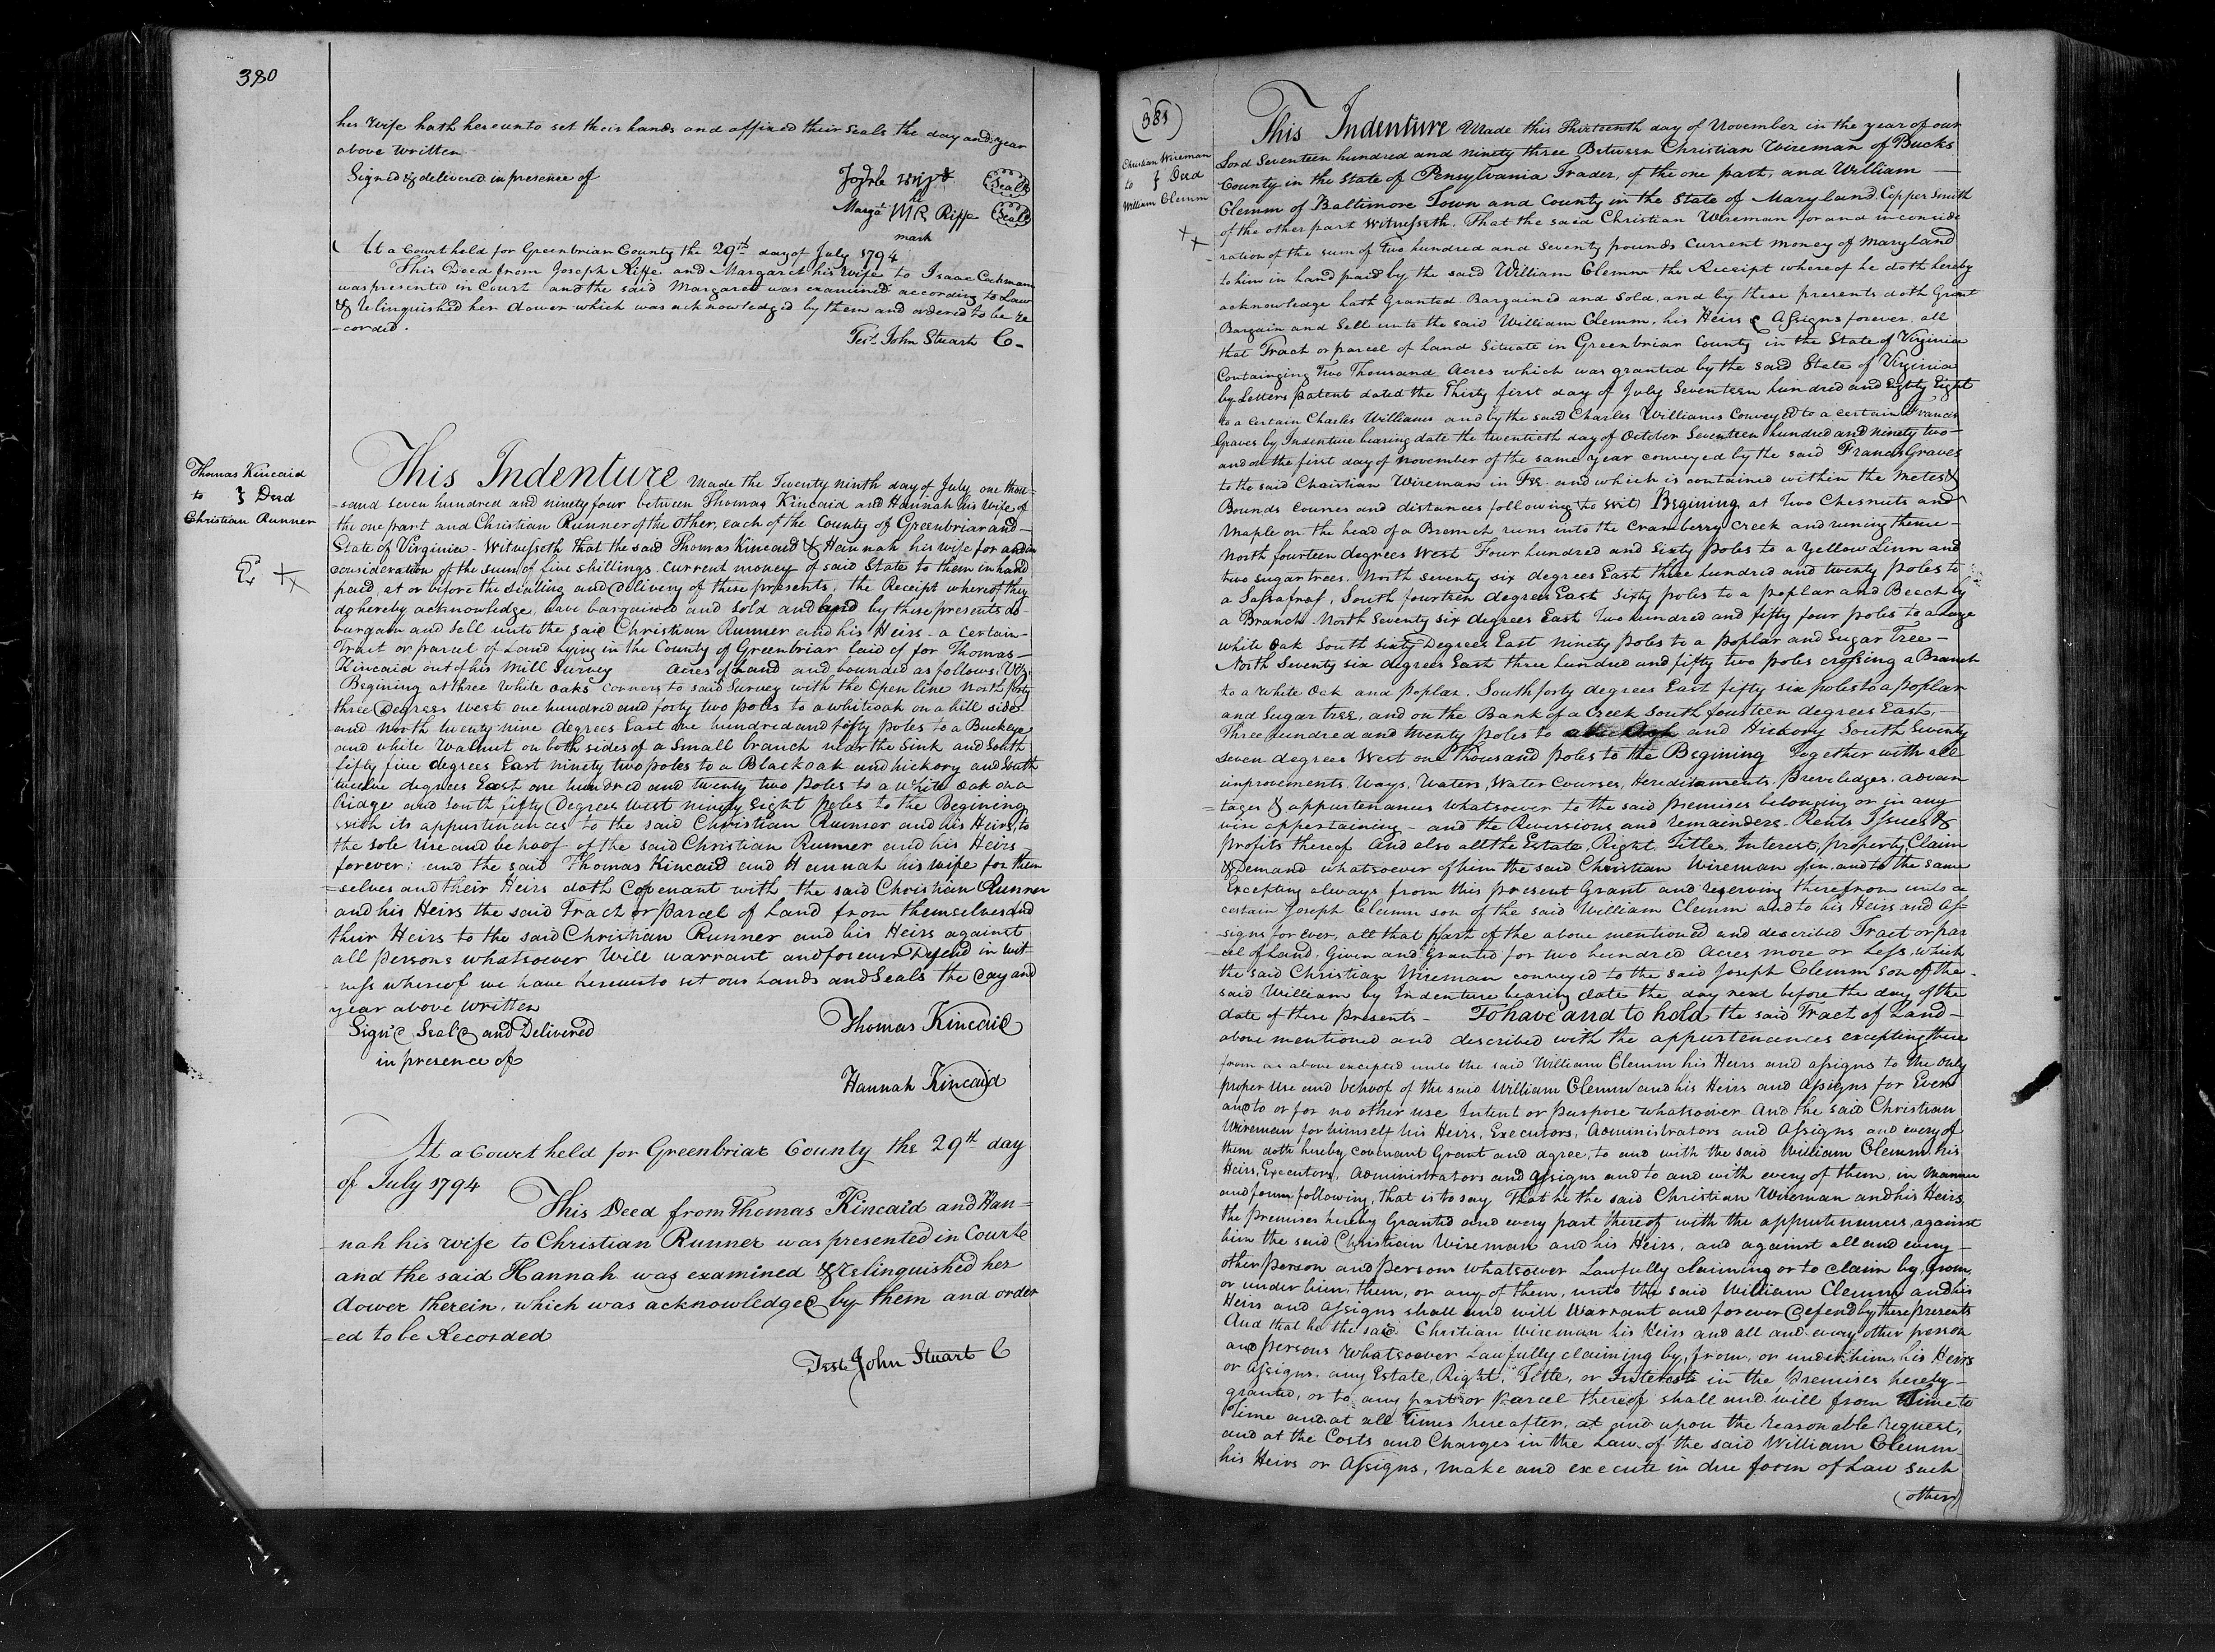 380
her Wife hath hereunto set their hands and affixed their Seals the day and year
above Written
Signed & delivered in presence of
Seal
her
Margt MR Riffe Seal
mark
At a Court held for Greenbriar County the 29th day of July 1794
This Deed from Joseph Riffe and Margaret his wife to Isaac
was presented in Court and the said Margaret was examined according to Law
& relinquished her dower which was acknowledged by them and ordered to be re
-corded.
Test John Stuart C-
Thomas Kincaid
to } Deed
Christian Runner
This Indenture Made the Twenty ninth day of July one thou=
=sand seven hundred and ninety four between Thomas Kincaid and Hannah his Wife of
the one part and Christian Runner of the other, each of the County of Greenbriar and-
State of Virginia- Witnesseth that the said Thomas Kincaid & Hannah his wife for and in
consideration of the sum of five shillings Current money of said State to them in hand
paid, at or before the Sealling and delivery of these presents, the Receipt whereof they
do hereby acknowledge, have bargained and Sold and by these presents do-
bargain and Sell unto the said Christian Runner and his Heirs- a certain-
Tract or parcel of Land Lying in the County of Greenbriar laid of for Thomas-
Kincaid out of his Mill Survey Acres of Land and bounded as follows, Viz.
Begining at three White oaks corners to said Survey with the Open line North forty
three Degrees West one hundred and forty two poles to a whiteoak on a hill side
and North twenty nine degrees East one hundred and fifty poles to a Buckeye
and white Walnut on both sides of a Small branch near the Sink and South
fifty five degrees East ninety two poles to a Black oak and hickory and South
twelve degrees East one hundred and twenty two Poles to a White oak on a
Ridge and South fifty Degrees West ninety Eight Poles to the Begining
with its appurtenances to the said Christian Runner and his Heirs, to
the sole Use and behoof of the said Christian Runner and his Heirs
forever; and the said Thomas Kincaid and Hannah his wife for them
=selves and their Heirs doth Covenant with the said Christian Runner
and his Heirs the said Tract or parcel of Land from themselves and
their Heirs to the said Christian Runner and his Heirs against
all persons whatsoever Will warrant and forever Defend in wit-
-ness whereof we have hereunto set our hands and Seals the day and
year above written
Sign'd Seal'd and Delivered
in presence of
Thomas Kincaid
Hannah Kincaid
At a Court held for Greenbriar County the 29th day
of July 1794
This Deed from Thomas Kincaid and Han=
nah his wife to Christian Runner was presented in Court
and the said Hannah was examined & relinquished her
dower therein, which was acknowledged by them and order
-ed to be Recorded
Test John Stuart C
(381)
Christian Wireman
to } Deed
William Clemm
This Indenture Made this Thirteenth day of November in the year of our
Lord Seventeen hundred and ninety three Between Christian Wireman of Bucks
County in the State of Pensylvania Trader, of the one part, and William-
Clemm of Baltimore Town and County in the State of Maryland Copper Smith
of the other part Witnesseth. That the said Christian Wireman for and in conside
ration of the sum of Two hundred and Seventy pounds Current money of Maryland
to him in hand paid by the said William Clemm the Receipt whereof he doth hereby
acknowledge hath Granted Bargained and Sold, and by these presents doth Grant
Bargain and Sell unto the said William Clemm, his Heirs & Assigns forever all
that Tract or parcel of Land Situate in Greenbriar County in the State of Virginia
Containging Two Thousand Acres which was granted by the said State of Virginia
by Letters patent dated the Thirty first day of July Seventeen hundred and Eighty Eight
to a Certain Charles Williams and by the said Charles Williams Conveyed to a certain Francis
Graves by Indenture bearing date the twentieth day of October Seventeen hundred and ninety two-
and on the first day of november of the same year conveyed by the said Francis Graves
to the said Christian Wireman in Fee and which is contained within the Metes &
Bounds Courses and distances following (to wit) Begining at Two Chesnuts and
Maple on the head of a Branch runs into the Cranberry Creek and runing thence-
North fourteen degrees West Four hundred and Sixty Poles to a Yellow Linn and
two Sugar trees. North Seventy six degrees East three hundred and twenty poles to
a Sassafras, South fourteen degrees East Sixty poles to a poplar and Beech by
a Branch- North Seventy six degrees East Two hundred and fifty four poles to a large
white Oak South Sixty Degrees East Ninety Poles to a Poplar and Sugar Tree-
North Seventy six degrees East three hundred and fifty two poles crossing a Branch
to a White Oak and Poplar. South forty degrees East fifty six poles to a poplar
and Sugar tree, and on the Bank of a Creek South fourteen degrees East,-
Three hundred and twenty poles to and Hickory South Seventy
Seven degrees West one Thousand poles to the Begining Together with all
improvements, Ways, Waters, Water Courses, Hereditaments, Preveledges, advan
=tages & appurtenances whatsoever to the said premises belonging or in any
wise appertaining- and the Reversions and remainders. Rents Issues &
profits thereof And also all the Estate, Right, Title, Interest, property Claim
& Demand whatsoever of him the said Christian Wireman of in, and to the same
Excepting always from this present Grant and reserving therefrom unto a
certain Joseph Clemm son of the said William Clemm and to his Heirs and As-
-signs for Ever, all that part of the above mentioned and described Tract or par
-cel of Land, Given and Granted for two hundred Acres more or Less, which
the said Christian Wireman conveyed to the said Joseph Clemm son of the-
said William by Indenture bearing date the day next before the day of the
date of these Presents- To have and to hold the said Tract of Land-
above mentioned and described with the appurtenances excepting there
from as above excepted unto the said William Clemm his Heirs and assigns to the only
proper Use and behoof of the said William Clemm and his Heirs and Assigns for Ever
and to or for no other use Intent or purpose whatsoever And the said Christian
Wireman for himself his Heirs, Executors, Administrators and Assigns and every of
them doth hereby covenant Grant and agree, to and with the said William Clemm his
Heirs, Executors, Administrators and Assigns and to and with every of them, in manner
and form following, that is to say That he the said Christian Wireman and his Heirs
the Premises hereby Granted and every part thereof with the appurtenances, against
him the said Christian Wireman and his Heirs, and against all and every-
other person and persons whatsoever Lawfully claiming or to claim by, from,
or under him, them, or any of them, unto the said William Clemm and his
Heirs and Assigns shall and will Warrant and forever Defend by these presents
And that he the said Christian Wireman his Heirs and all and every other person
and persons whatsoever Lawfully claiming by, from, or under him, his Heirs
or Assigns, any Estate, Right, Title, or Interest in the Premises hereby-
granted, or to any part or Parcel thereof shall and will from Time to
Time and at all Times hereafter, at and upon the reasonable request,
and at the Costs and Charges in the Law of the said William Clemm
his Heirs or Assigns, make and execute in due form of Law such
(other)